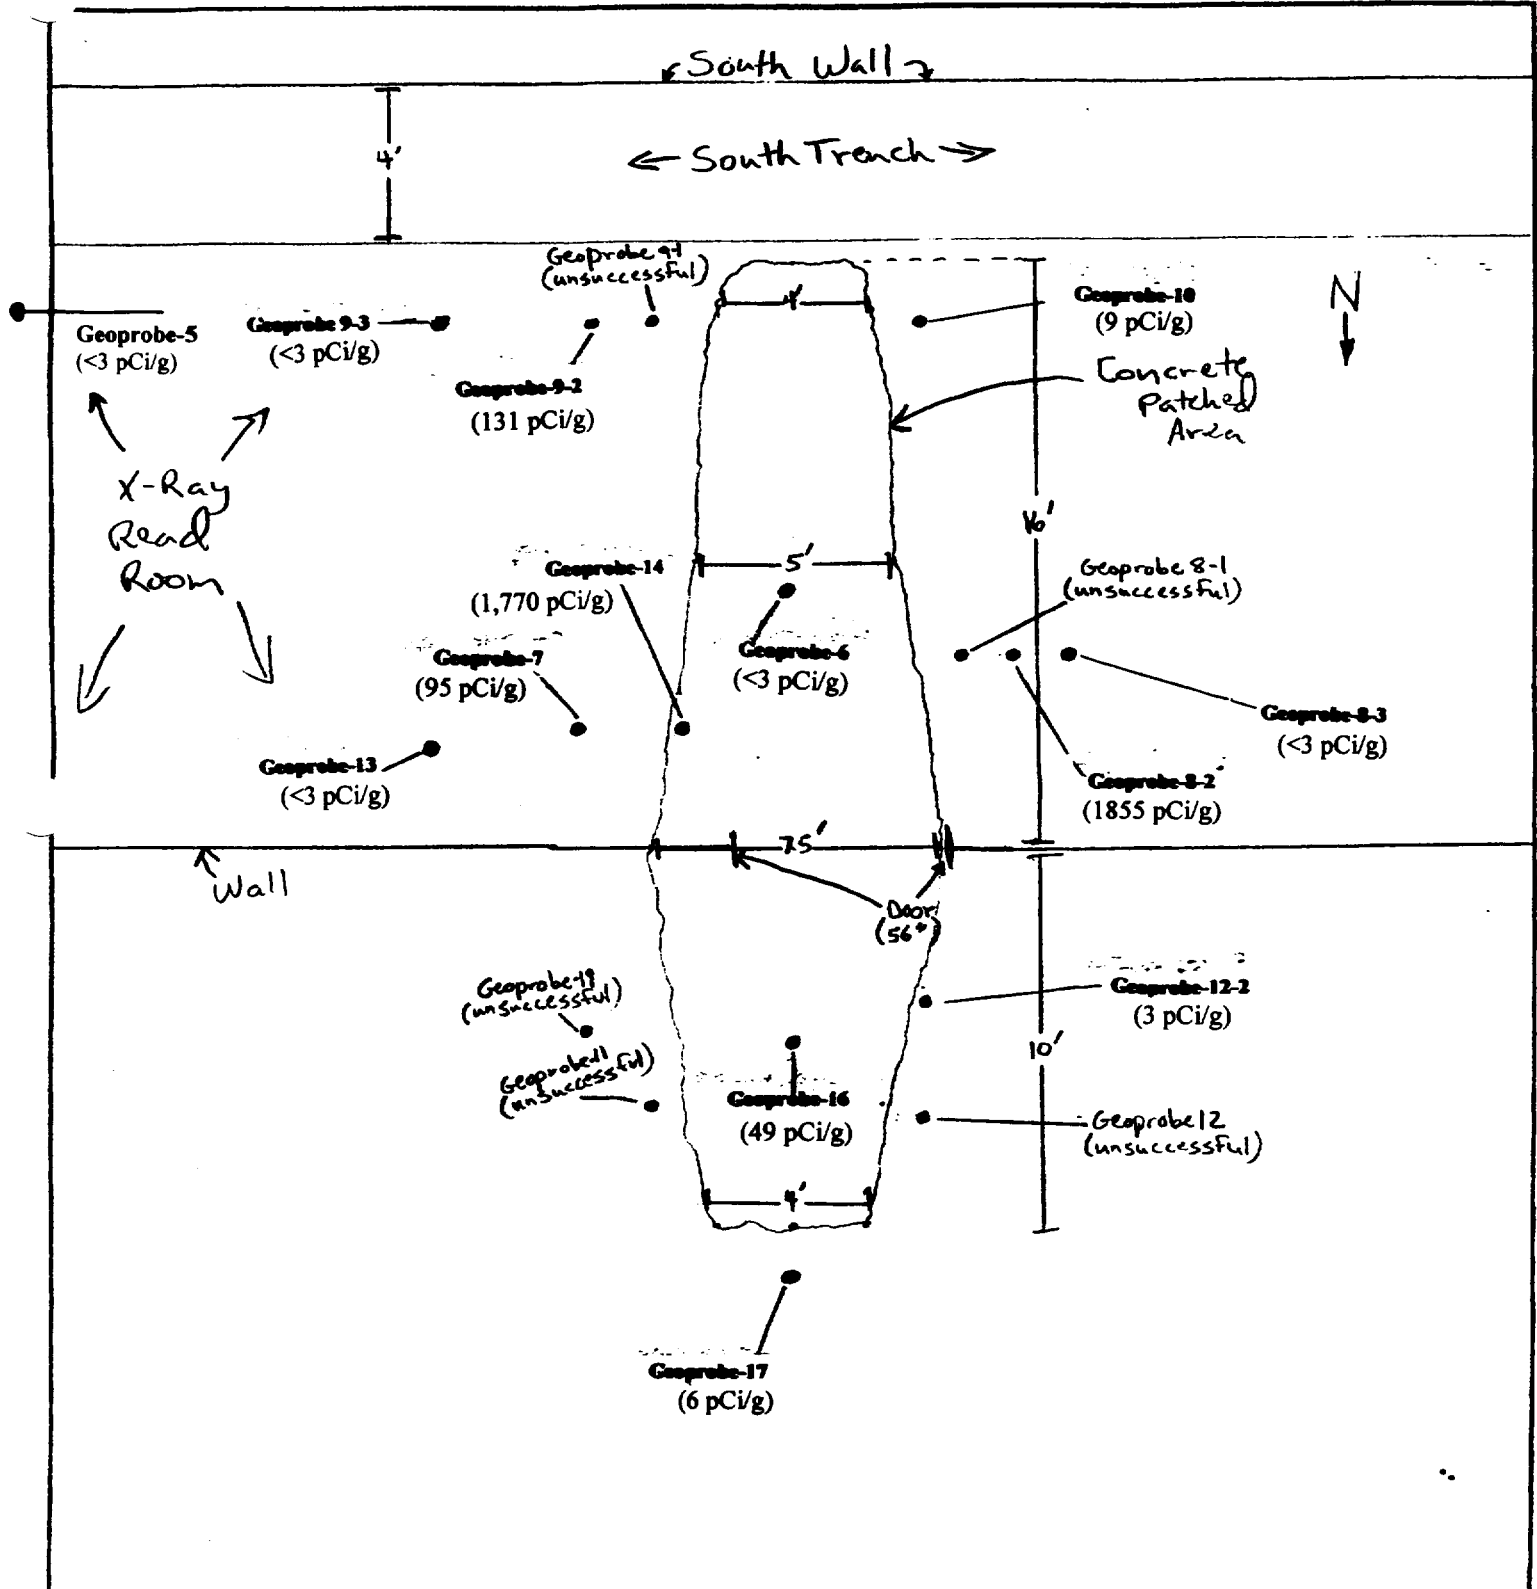 South Wall
4'
← South Trench →
Geoprobe 9-1
(unsuccessful)
4'
Geoprobe-10
(9 pCi/g)
N
Geoprobe-5
(<3 pCi/g)
Geoprobe 9-3
(<3 pCi/g)
Geoprobe-9-2
(131 pCi/g)
Concrete
Patched
Area
X-Ray
Read
Room
16'
5'
Geoprobe-14
(1,770 pCi/g)
Geoprobe 8-1
(unsuccessful)
Geoprobe-7
(95 pCi/g)
Geoprobe-6
(<3 pCi/g)
Geoprobe-8-3
(<3 pCi/g)
Geoprobe-13
(<3 pCi/g)
Geoprobe-8-2
(1855 pCi/g)
7.5'
Wall
Door
(56")
Geoprobe-12-2
(3 pCi/g)
(unsuccessful)
10'
Geoprobe-11
(unsuccessful)
Geoprobe-16
(49 pCi/g)
Geoprobe 12
(unsuccessful)
4'
Geoprobe-17
(6 pCi/g)